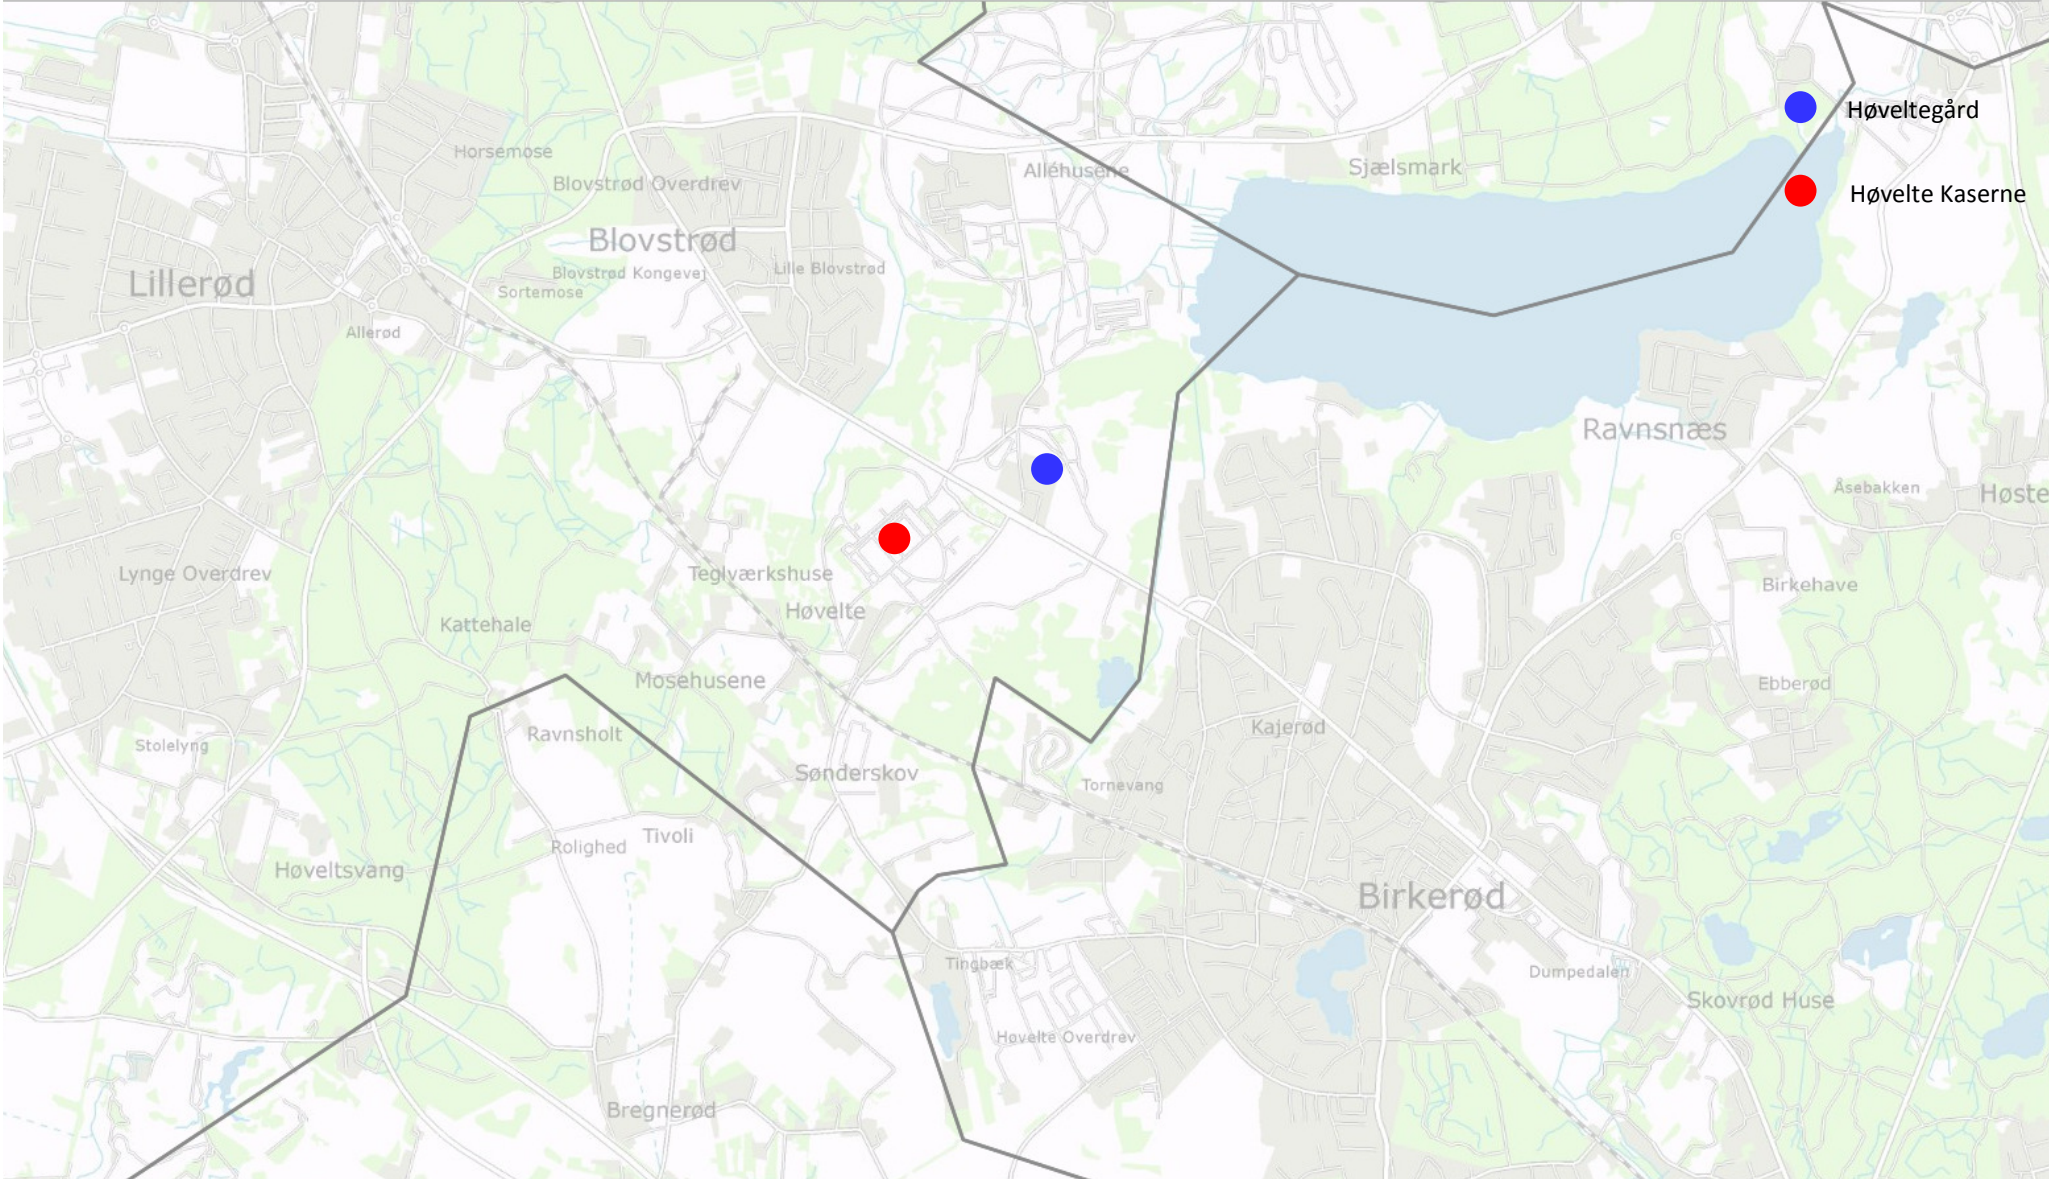 Høveltegård
Horsemose
Alléhusene
Sjælsmark
Blovstrød Overdrev
Høvelte Kaserne
Blovstrød
Lille Blovstrød
Blovstrød Kongevej
Lillerød
Sortemose
Allerød
Ravnsnæs
Åsebakken
Høste
Lynge Overdrev
Teglværkshuse
Birkehave
Høvelte
Kattehale
Mosehusene
Ebberød
Kajerød
Ravnsholt
Stolelyng
Sønderskov
Tornevang
Tivoli
Rolighed
Høveltsvang
Birkerød
Tingbæk
Dumpedalen
Skovrød Huse
Høvelte Overdrev
Bregnerød